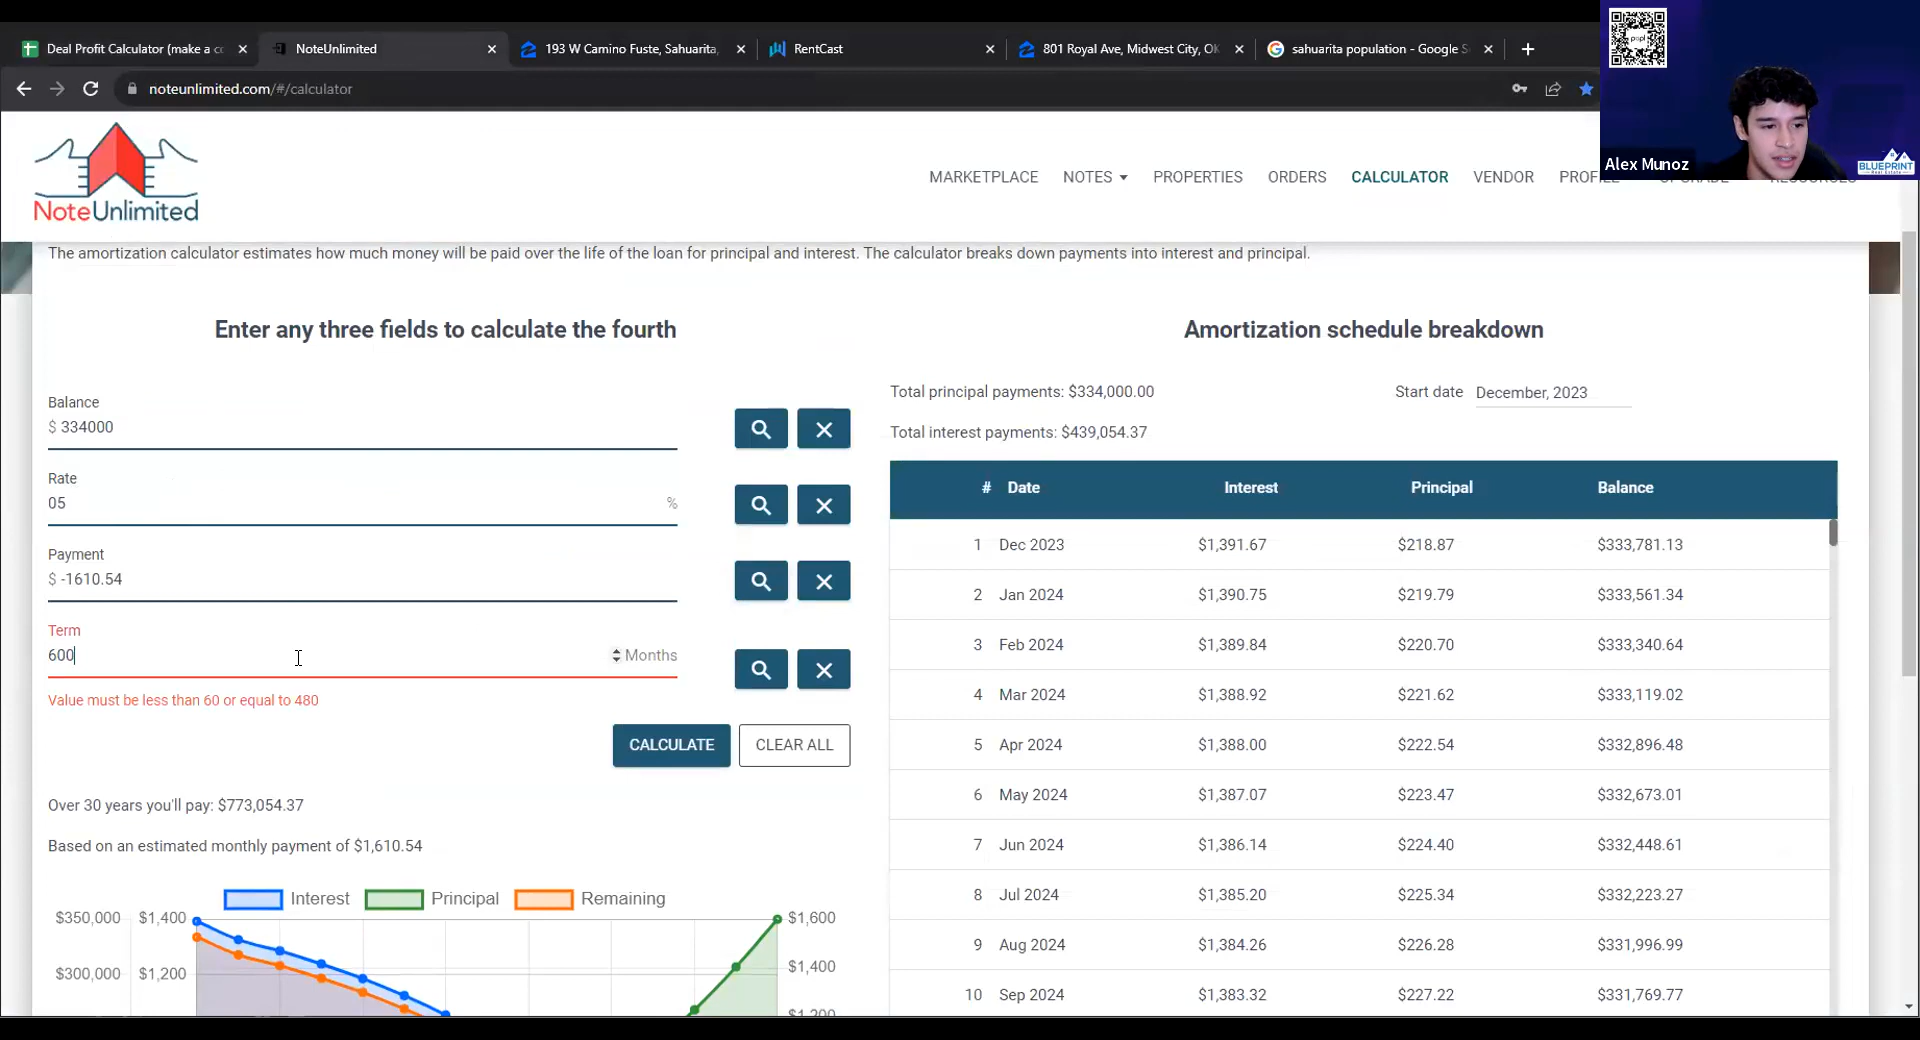 Deal Profit Calculator (make a c
NoteUnlimited
193 W Camino Fuste, Sahuarita,
RentCast
801 Royal Ave, Midwest City, OK
sahuarita population - Google S
noteunlimited.com/#/calculator
popl
Alex Munoz
BLUEPRINT
Real Estate
NoteUnlimited
MARKETPLACE
NOTES
PROPERTIES
ORDERS
CALCULATOR
VENDOR
PROFILE
UPGRADE
RESOURCES
The amortization calculator estimates how much money will be paid over the life of the loan for principal and interest. The calculator breaks down payments into interest and principal.
Enter any three fields to calculate the fourth
Balance
$ 334000
Rate
05 %
Payment
$ -1610.54
Term
600 Months
Value must be less than 60 or equal to 480
CALCULATE
CLEAR ALL
Over 30 years you'll pay: $773,054.37
Based on an estimated monthly payment of $1,610.54
Interest Principal Remaining
$350,000 $1,400 $1,600
$300,000 $1,200 $1,400
$1,200
Amortization schedule breakdown
Total principal payments: $334,000.00
Start date December, 2023
Total interest payments: $439,054.37
# Date Interest Principal Balance
1 Dec 2023 $1,391.67 $218.87 $333,781.13
2 Jan 2024 $1,390.75 $219.79 $333,561.34
3 Feb 2024 $1,389.84 $220.70 $333,340.64
4 Mar 2024 $1,388.92 $221.62 $333,119.02
5 Apr 2024 $1,388.00 $222.54 $332,896.48
6 May 2024 $1,387.07 $223.47 $332,673.01
7 Jun 2024 $1,386.14 $224.40 $332,448.61
8 Jul 2024 $1,385.20 $225.34 $332,223.27
9 Aug 2024 $1,384.26 $226.28 $331,996.99
10 Sep 2024 $1,383.32 $227.22 $331,769.77